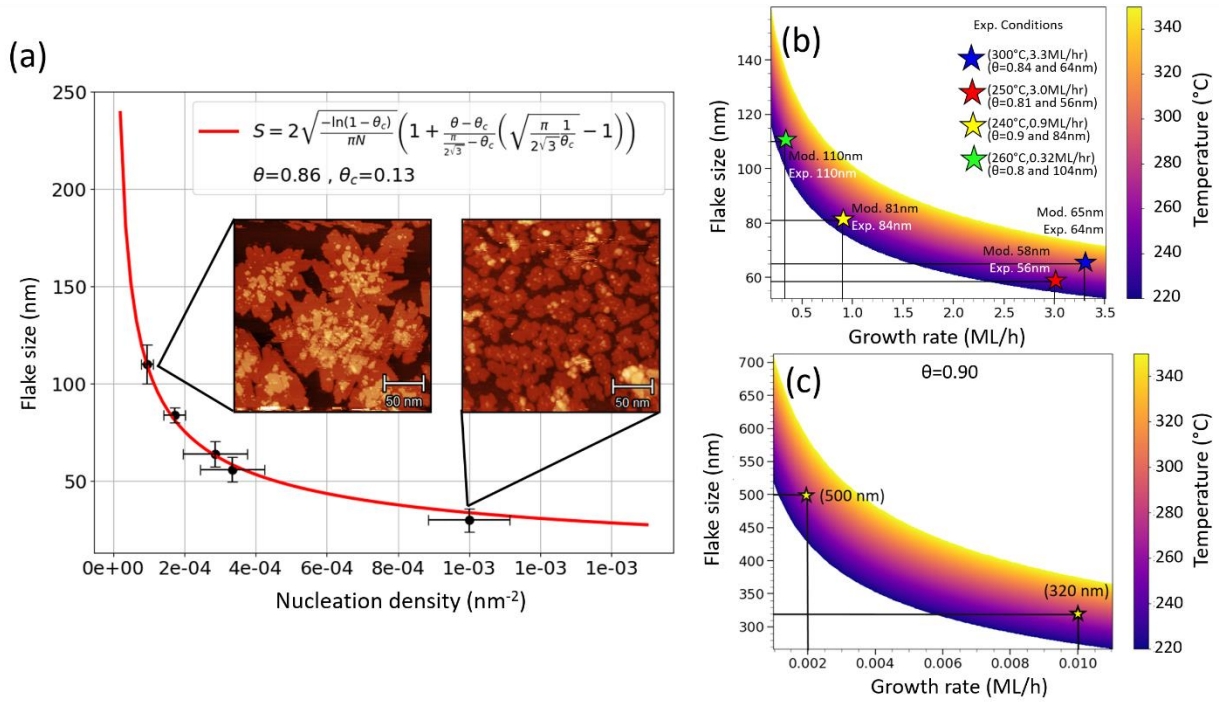 (a)
250
200
150
100
50
Flake size (nm)
S = 2√(-ln(1-θc)/πN) (1 + (θ-θc)/(π/(2√3)-θc) (√(π/(2√3) 1/θc) - 1))
θ=0.86 , θc=0.13
50 nm
50 nm
0e+00 2e-04 4e-04 6e-04 8e-04 1e-03 1e-03 1e-03
Nucleation density (nm⁻²)
(b)
140
120
100
80
60
Flake size (nm)
Exp. Conditions
(300°C,3.3ML/hr)
(θ=0.84 and 64nm)
(250°C,3.0ML/hr)
(θ=0.81 and 56nm)
(240°C,0.9ML/hr)
(θ=0.9 and 84nm)
(260°C,0.32ML/hr)
(θ=0.8 and 104nm)
Mod. 110nm
Exp. 110nm
Mod. 81nm
Exp. 84nm
Mod. 65nm
Exp. 64nm
Mod. 58nm
Exp. 56nm
0.5 1.0 1.5 2.0 2.5 3.0 3.5
Growth rate (ML/h)
340
320
300
280
260
240
220
Temperature (°C)
(c)
θ=0.90
700
650
600
550
500
450
400
350
300
Flake size (nm)
(500 nm)
(320 nm)
0.002 0.004 0.006 0.008 0.010
Growth rate (ML/h)
340
320
300
280
260
240
220
Temperature (°C)